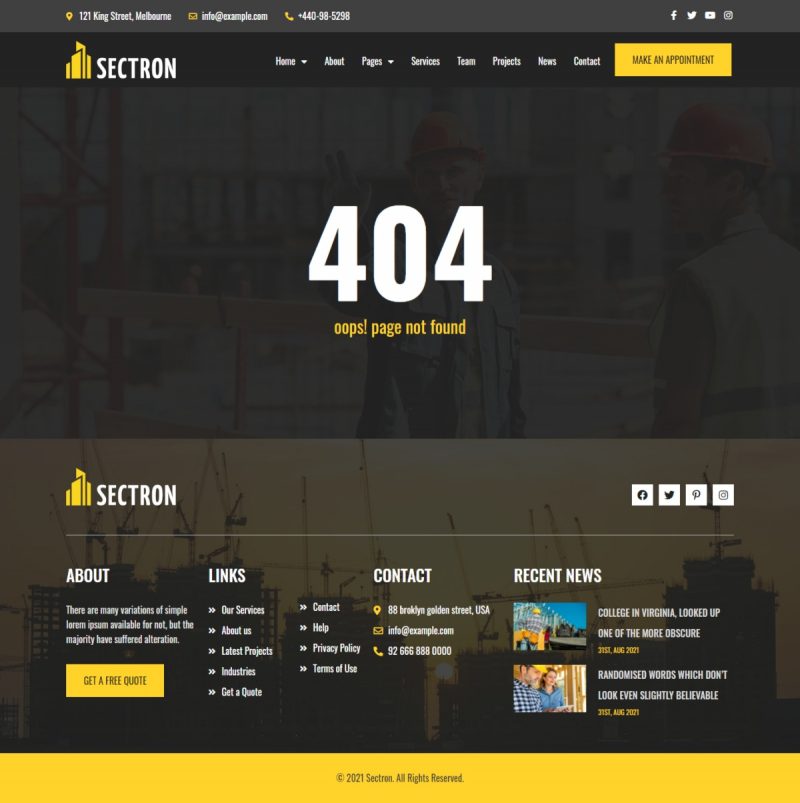 121 King Street, Melbourne
info@example.com
+440-98-5298
SECTRON
Home
About
Pages
Services
Team
Projects
News
Contact
MAKE AN APPOINTMENT
404
oops! page not found
SECTRON
ABOUT
There are many variations of simple
lorem ipsum available for not, but the
majority have suffered alteration.
GET A FREE QUOTE
LINKS
Our Services
About us
Latest Projects
Industries
Get a Quote
Contact
Help
Privacy Policy
Terms of Use
CONTACT
88 broklyn golden street, USA
info@example.com
92 666 888 0000
RECENT NEWS
COLLEGE IN VIRGINIA, LOOKED UP
ONE OF THE MORE OBSCURE
31ST, AUG 2021
RANDOMISED WORDS WHICH DON'T
LOOK EVEN SLIGHTLY BELIEVABLE
31ST, AUG 2021
© 2021 Sectron. All Rights Reserved.